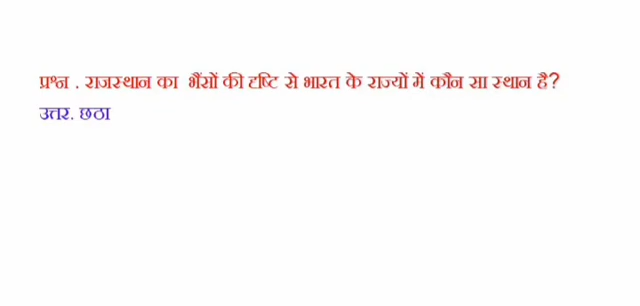 प्रश्न . राजस्थान का भैंसों की दृष्टि से भारत के राज्यों में कौन सा स्थान है?
उत्तर. छठा